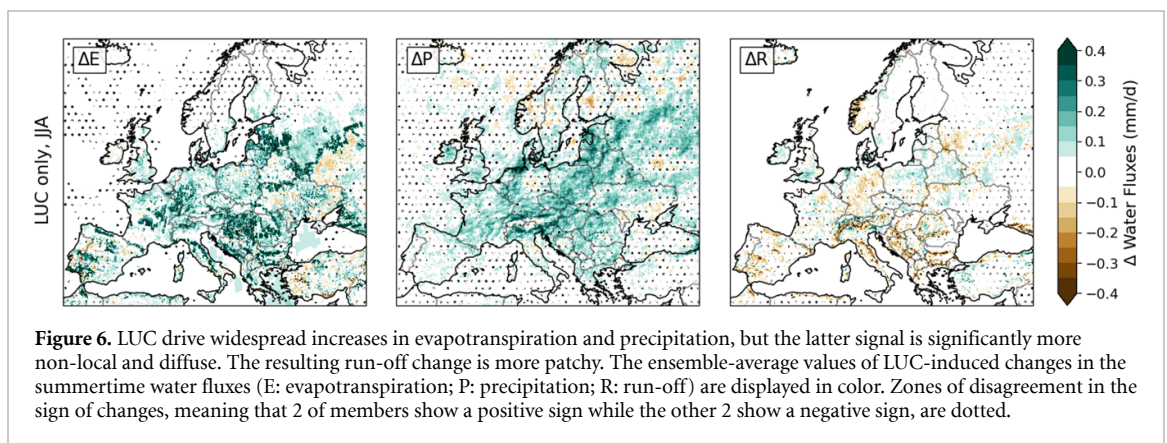 LUC only, JJA
ΔE
ΔP
ΔR
0.4
0.3
0.2
0.1
0.0
−0.1
−0.2
−0.3
−0.4
Δ Water Fluxes (mm/d)
Figure 6. LUC drive widespread increases in evapotranspiration and precipitation, but the latter signal is significantly more
non-local and diffuse. The resulting run-off change is more patchy. The ensemble-average values of LUC-induced changes in the
summertime water fluxes (E: evapotranspiration; P: precipitation; R: run-off) are displayed in color. Zones of disagreement in the
sign of changes, meaning that 2 of members show a positive sign while the other 2 show a negative sign, are dotted.